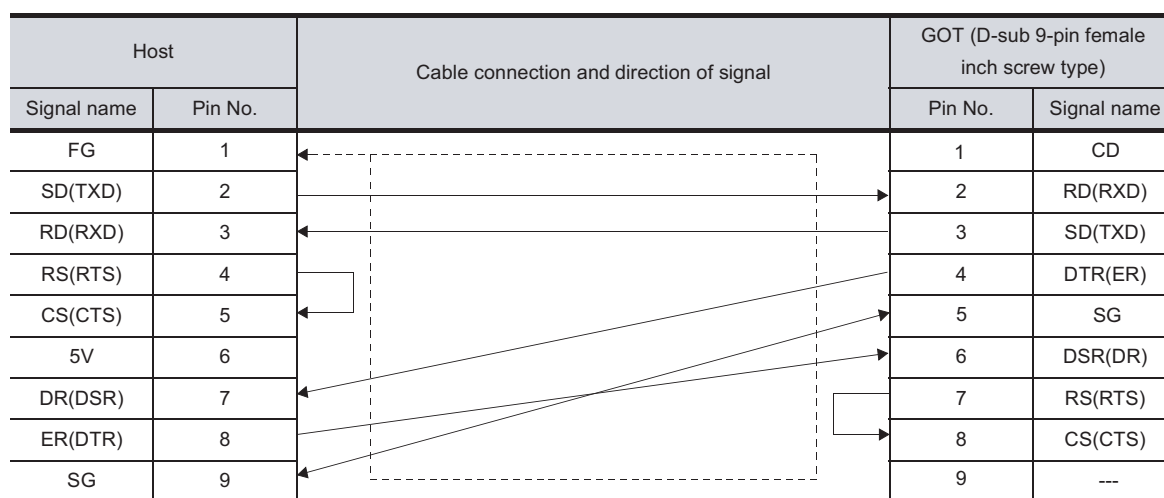 Host
Cable connection and direction of signal
GOT (D-sub 9-pin female
inch screw type)
Signal name Pin No. Pin No. Signal name
FG 1 1 CD
SD(TXD) 2 2 RD(RXD)
RD(RXD) 3 3 SD(TXD)
RS(RTS) 4 4 DTR(ER)
CS(CTS) 5 5 SG
5V 6 6 DSR(DR)
DR(DSR) 7 7 RS(RTS)
ER(DTR) 8 8 CS(CTS)
SG 9 9 ---